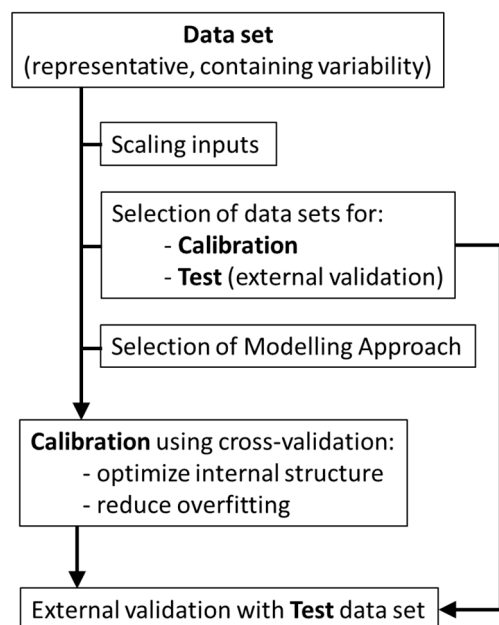 Data set
(representative, containing variability)
Scaling inputs
Selection of data sets for:
- Calibration
- Test (external validation)
Selection of Modelling Approach
Calibration using cross-validation:
- optimize internal structure
- reduce overfitting
External validation with Test data set